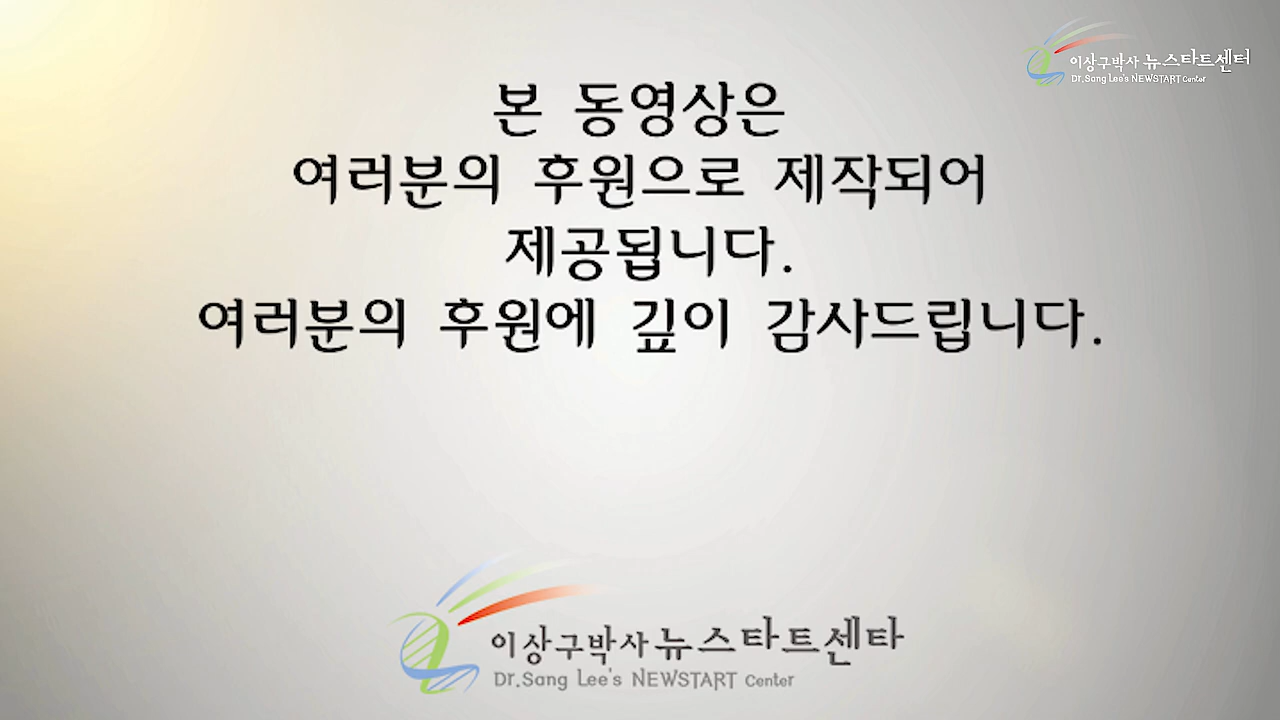 이상구박사 뉴스타트센터
Dr.Sang Lee's NEWSTART Center
본 동영상은
여러분의 후원으로 제작되어
제공됩니다.
여러분의 후원에 깊이 감사드립니다.
이상구박사 뉴스타트센타
Dr.Sang Lee's NEWSTART Center